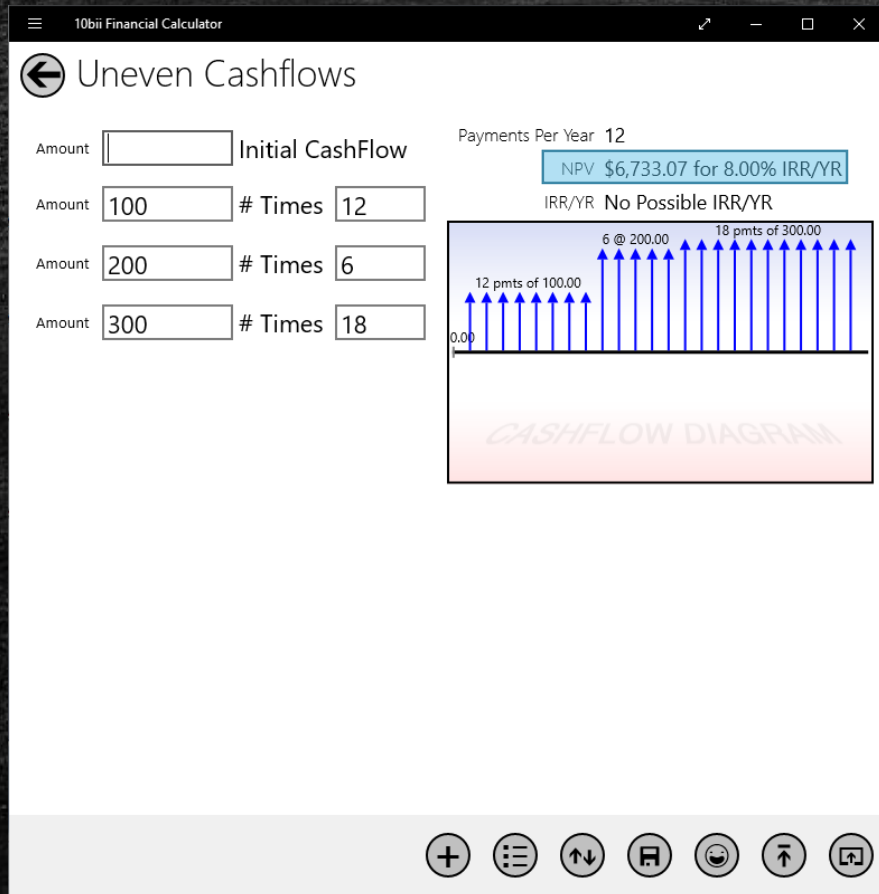 10bii Financial Calculator
Uneven Cashflows
Amount Initial CashFlow
Amount 100 # Times 12
Amount 200 # Times 6
Amount 300 # Times 18
Payments Per Year 12
NPV $6,733.07 for 8.00% IRR/YR
IRR/YR No Possible IRR/YR
18 pmts of 300.00
6 @ 200.00
12 pmts of 100.00
0.00
CASHFLOW DIAGRAM